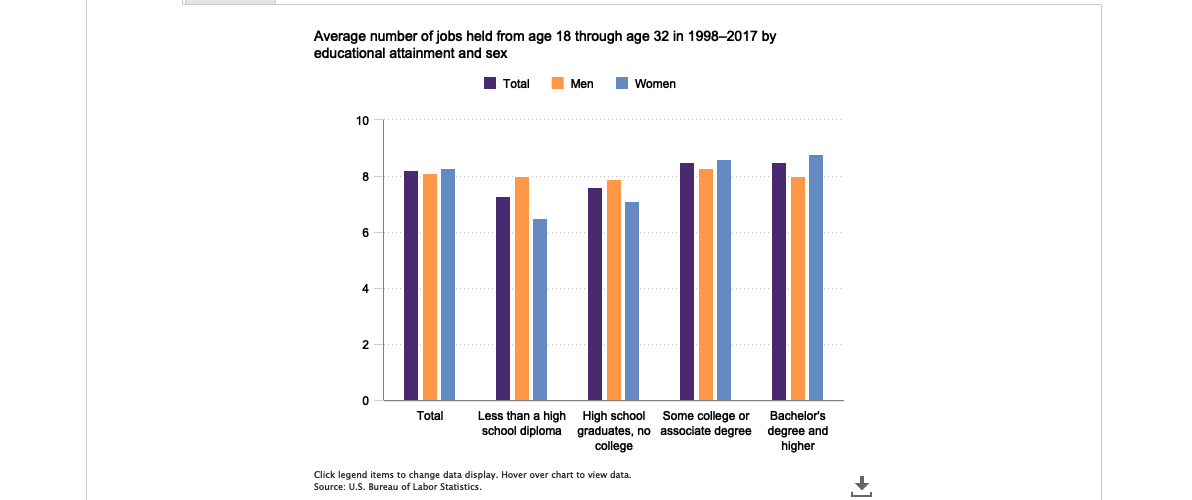 Average number of jobs held from age 18 through age 32 in 1998–2017 by
educational attainment and sex
Total Men Women
10
8
6
4
2
0
Total
Less than a high
school diploma
High school
graduates, no
college
Some college or
associate degree
Bachelor's
degree and
higher
Click legend items to change data display. Hover over chart to view data.
Source: U.S. Bureau of Labor Statistics.